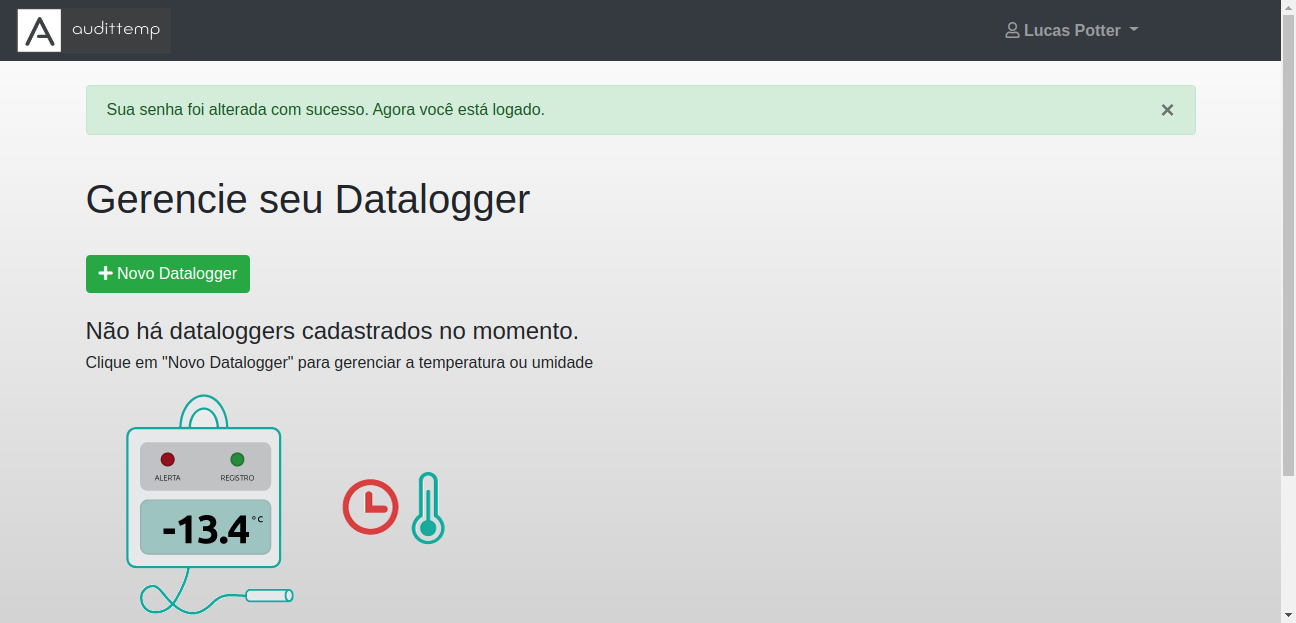 audittemp
Lucas Potter
Sua senha foi alterada com sucesso. Agora você está logado.
×
Gerencie seu Datalogger
Novo Datalogger
Não há dataloggers cadastrados no momento.
Clique em "Novo Datalogger" para gerenciar a temperatura ou umidade
ALERTA REGISTRO
-13.4 °C